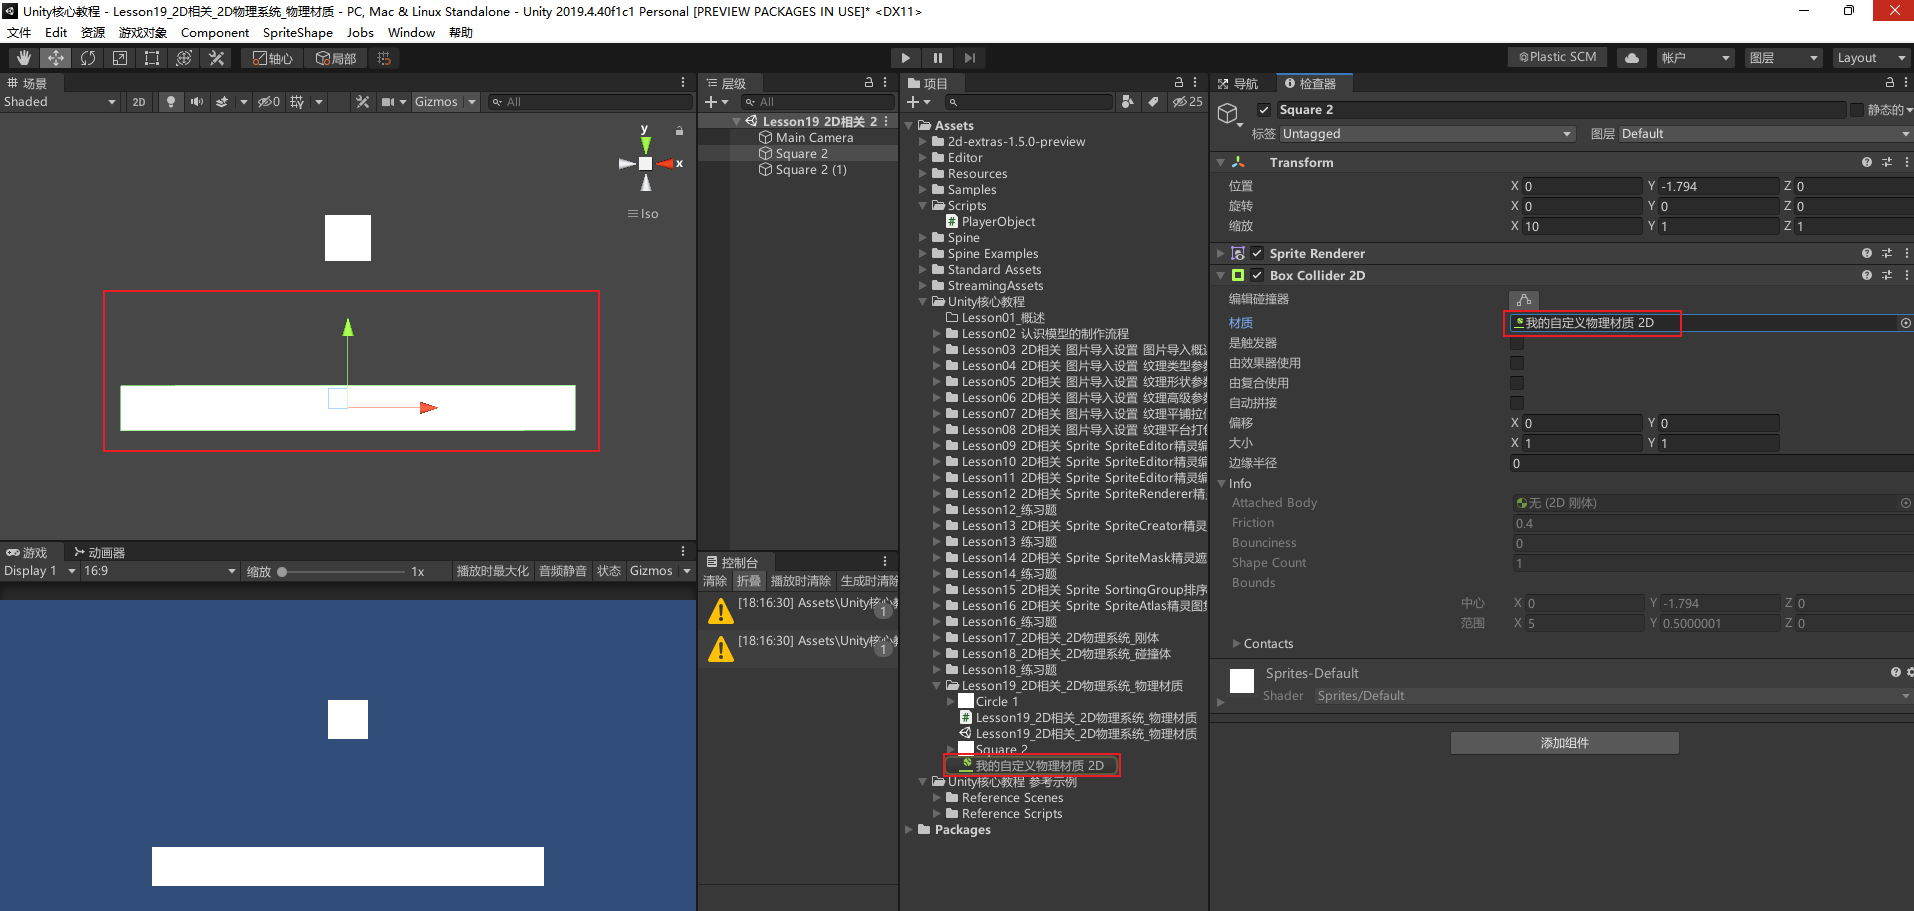 Unity核心教程 - Lesson19_2D相关_2D物理系统_物理材质 - PC, Mac & Linux Standalone - Unity 2019.4.40f1c1 Personal [PREVIEW PACKAGES IN USE]* <DX11>
文件 Edit 资源 游戏对象 Component SpriteShape Jobs Window 帮助
轴心 局部 Plastic SCM 帐户 图层 Layout
场景
Shaded 2D 0 Gizmos All
y
x
Iso
游戏 动画器
Display 1 16:9 缩放 1x 播放时最大化 音频静音 状态 Gizmos
层级
All
Lesson19 2D相关 2
Main Camera
Square 2
Square 2 (1)
控制台
清除 折叠 播放时清除 生成时清除
[18:16:30] Assets\Unity核心教
1
[18:16:30] Assets\Unity核心教
1
项目
25
Assets
2d-extras-1.5.0-preview
Editor
Resources
Samples
Scripts
PlayerObject
Spine
Spine Examples
Standard Assets
StreamingAssets
Unity核心教程
Lesson01_概述
Lesson02 认识模型的制作流程
Lesson03 2D相关 图片导入设置 图片导入概述
Lesson04 2D相关 图片导入设置 纹理类型参数
Lesson05 2D相关 图片导入设置 纹理形状参数
Lesson06 2D相关 图片导入设置 纹理高级参数
Lesson07 2D相关 图片导入设置 纹理平铺拉伸
Lesson08 2D相关 图片导入设置 纹理平台打包
Lesson09 2D相关 Sprite SpriteEditor精灵编
Lesson10 2D相关 Sprite SpriteEditor精灵编
Lesson11 2D相关 Sprite SpriteEditor精灵编
Lesson12 2D相关 Sprite SpriteRenderer精灵
Lesson12_练习题
Lesson13 2D相关 Sprite SpriteCreator精灵
Lesson13 练习题
Lesson14 2D相关 Sprite SpriteMask精灵遮
Lesson14_练习题
Lesson15 2D相关 Sprite SortingGroup排序
Lesson16 2D相关 Sprite SpriteAtlas精灵图集
Lesson16_练习题
Lesson17_2D相关_2D物理系统_刚体
Lesson18_2D相关_2D物理系统_碰撞体
Lesson18_练习题
Lesson19_2D相关_2D物理系统_物理材质
Circle 1
Lesson19_2D相关_2D物理系统_物理材质
Lesson19_2D相关_2D物理系统_物理材质
Square 2
我的自定义物理材质 2D
Unity核心教程 参考示例
Reference Scenes
Reference Scripts
Packages
导航 检查器
Square 2 静态的
标签 Untagged 图层 Default
Transform
位置 X 0 Y -1.794 Z 0
旋转 X 0 Y 0 Z 0
缩放 X 10 Y 1 Z 1
Sprite Renderer
Box Collider 2D
编辑碰撞器
材质 我的自定义物理材质 2D
是触发器
由效果器使用
由复合使用
自动拼接
偏移 X 0 Y 0
大小 X 1 Y 1
边缘半径 0
Info
Attached Body 无 (2D 刚体)
Friction 0.4
Bounciness 0
Shape Count 1
Bounds
中心 X 0 Y -1.794 Z 0
范围 X 5 Y 0.5000001 Z 0
Contacts
Sprites-Default
Shader Sprites/Default
添加组件